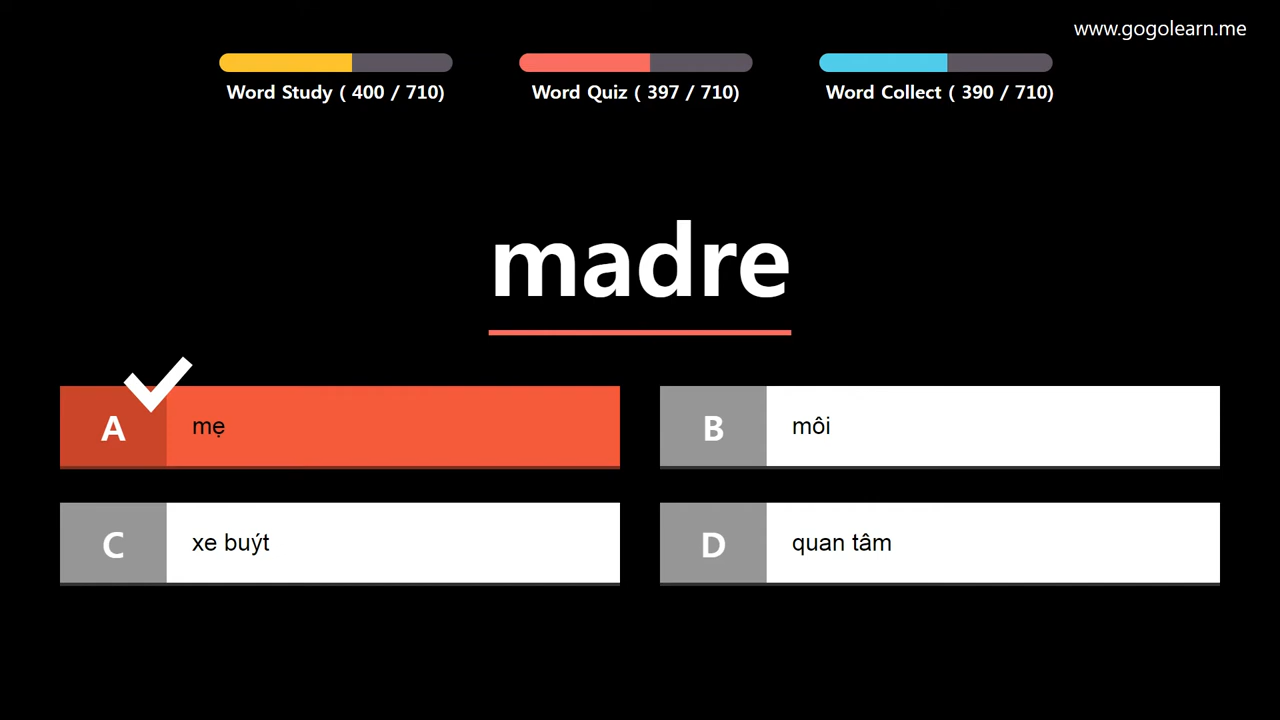 www.gogolearn.me
Word Study ( 400 / 710)
Word Quiz ( 397 / 710)
Word Collect ( 390 / 710)
madre
A
mẹ
B
môi
C
xe buýt
D
quan tâm